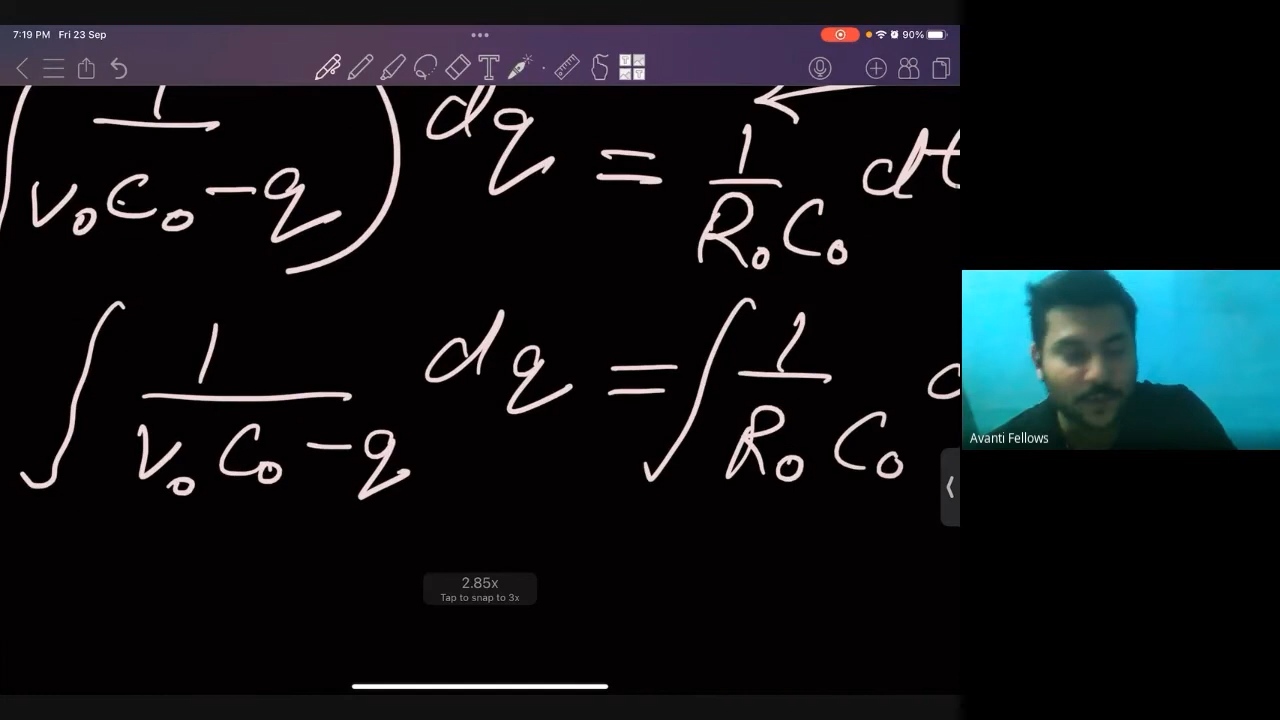 7:19 PM Fri 23 Sep
90%
(1 / (V₀C₀ - q)) dq = 1 / (R₀C₀) dt
∫ 1 / (V₀C₀ - q) dq = ∫ 1 / (R₀C₀)
Avanti Fellows
2.85x
Tap to snap to 3x